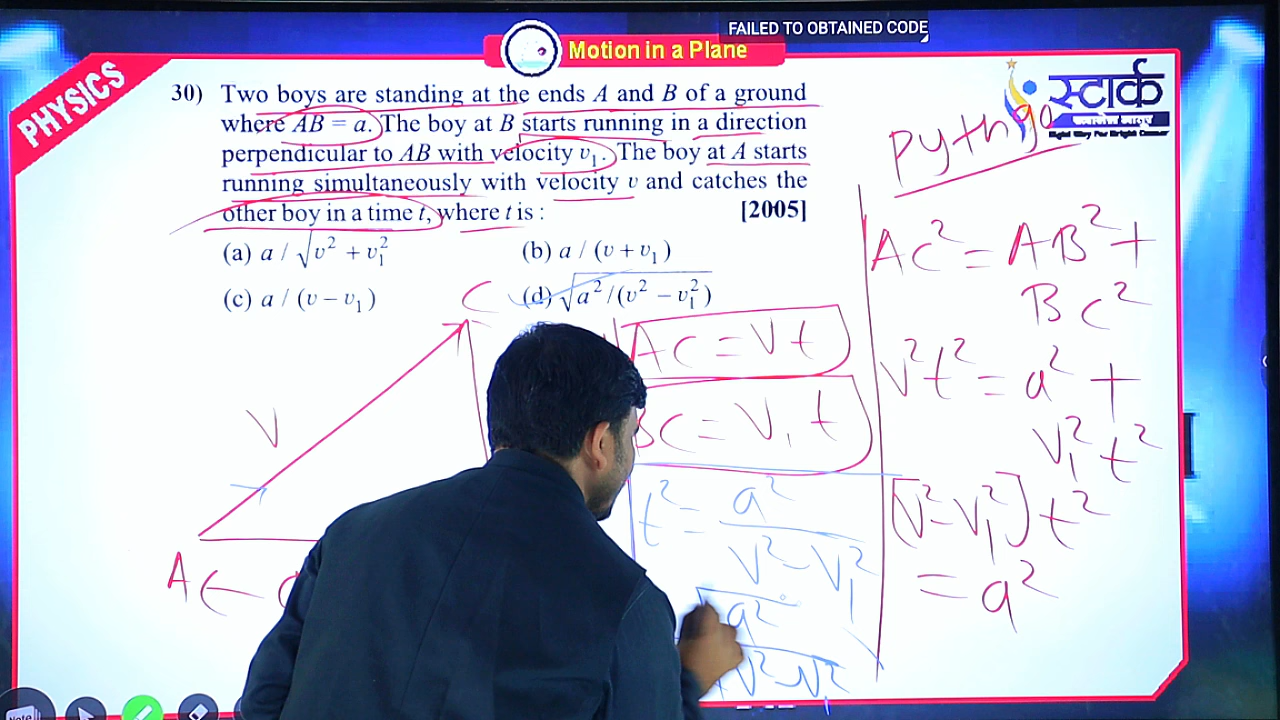 FAILED TO OBTAINED CODE
Motion in a Plane
PHYSICS
स्टार्क
30) Two boys are standing at the ends A and B of a ground
where AB = a. The boy at B starts running in a direction
perpendicular to AB with velocity v₁. The boy at A starts
running simultaneously with velocity v and catches the
other boy in a time t, where t is : [2005]
(a) a / √v² + v₁² (b) a / (v + v₁)
(c) a / (v – v₁) (d) √a² /(v² – v₁²)
Pythgo
AC² = AB² +
BC²
V²t² = a² +
V₁²t²
[V²-V₁²]t²
= a²
C
AC = Vt
BC = V₁t
V
t² = a²
V² - V₁²
a²
V² - V₁²
A
Note